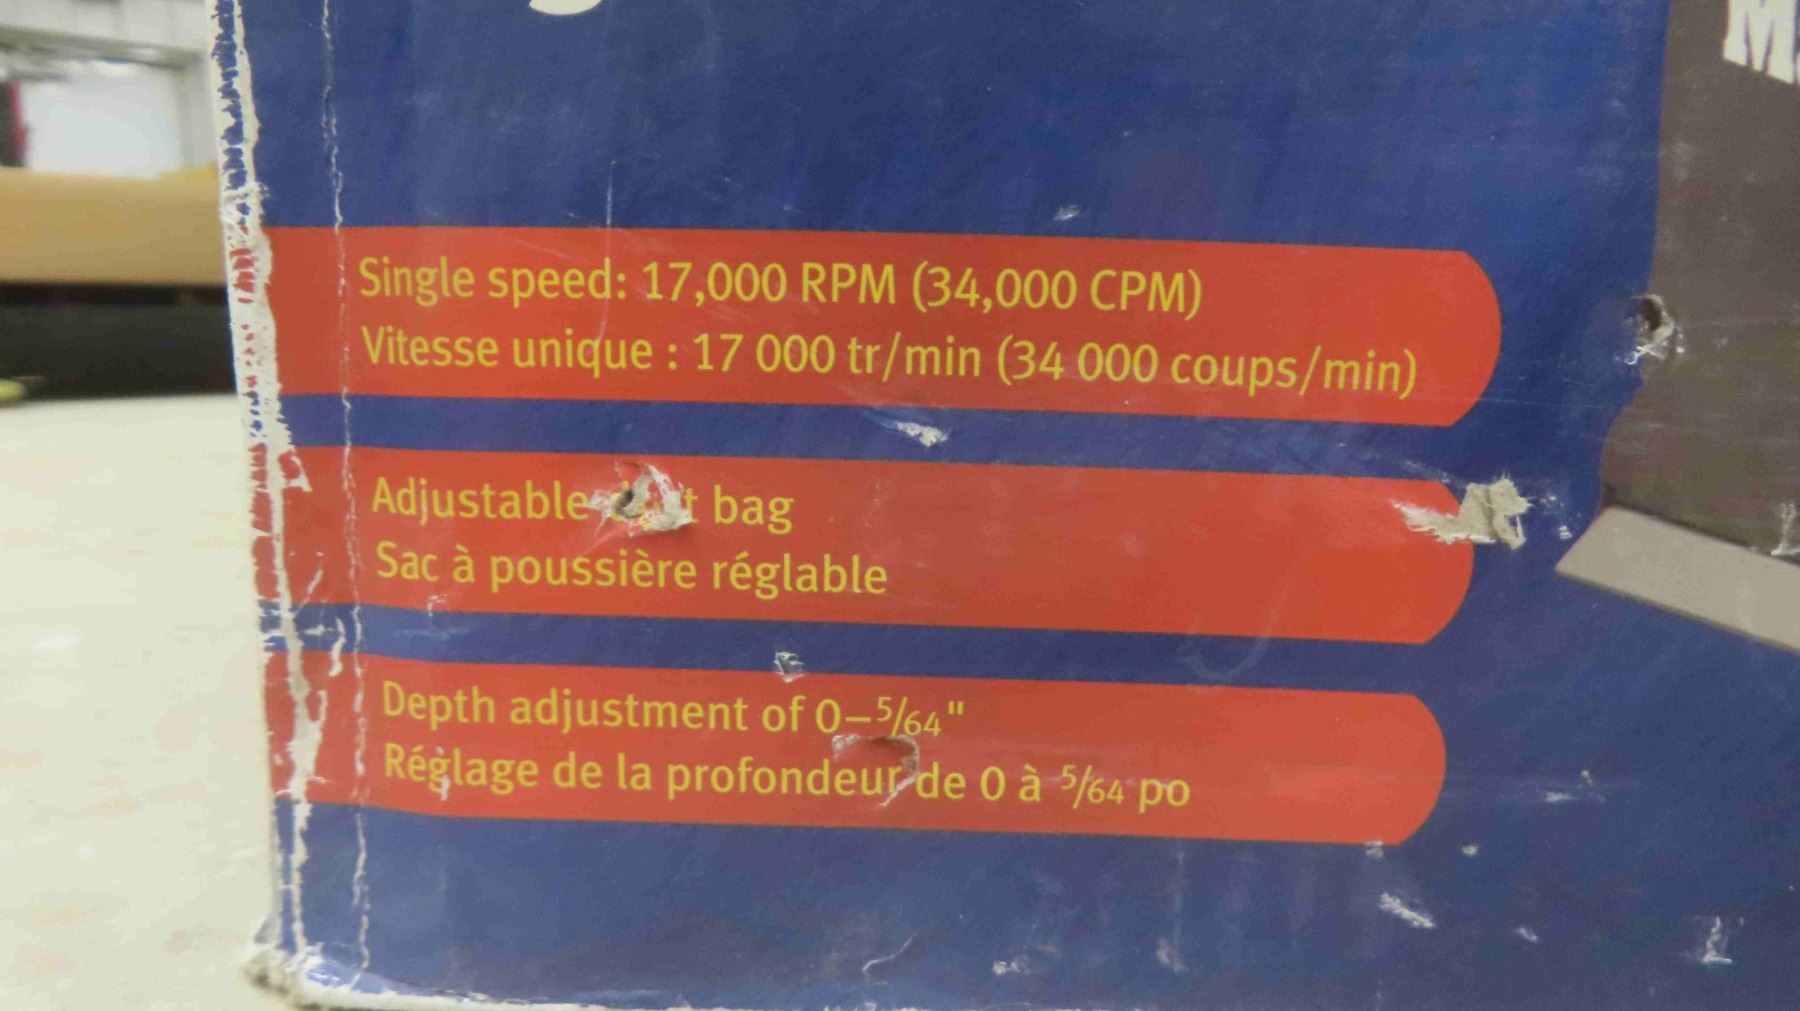 Single speed: 17,000 RPM (34,000 CPM)
Vitesse unique : 17 000 tr/min (34 000 coups/min)
Adjustable bag
Sac à poussière réglable
Depth adjustment of 0–5/64"
Réglage de la profondeur de 0 à 5/64 po